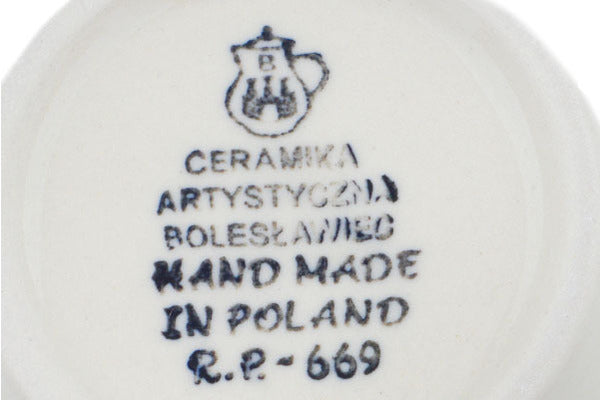 B
CERAMIKA
ARTYSTYCZNA
BOLESŁAWIEC
HAND MADE
IN POLAND
R.P.-669